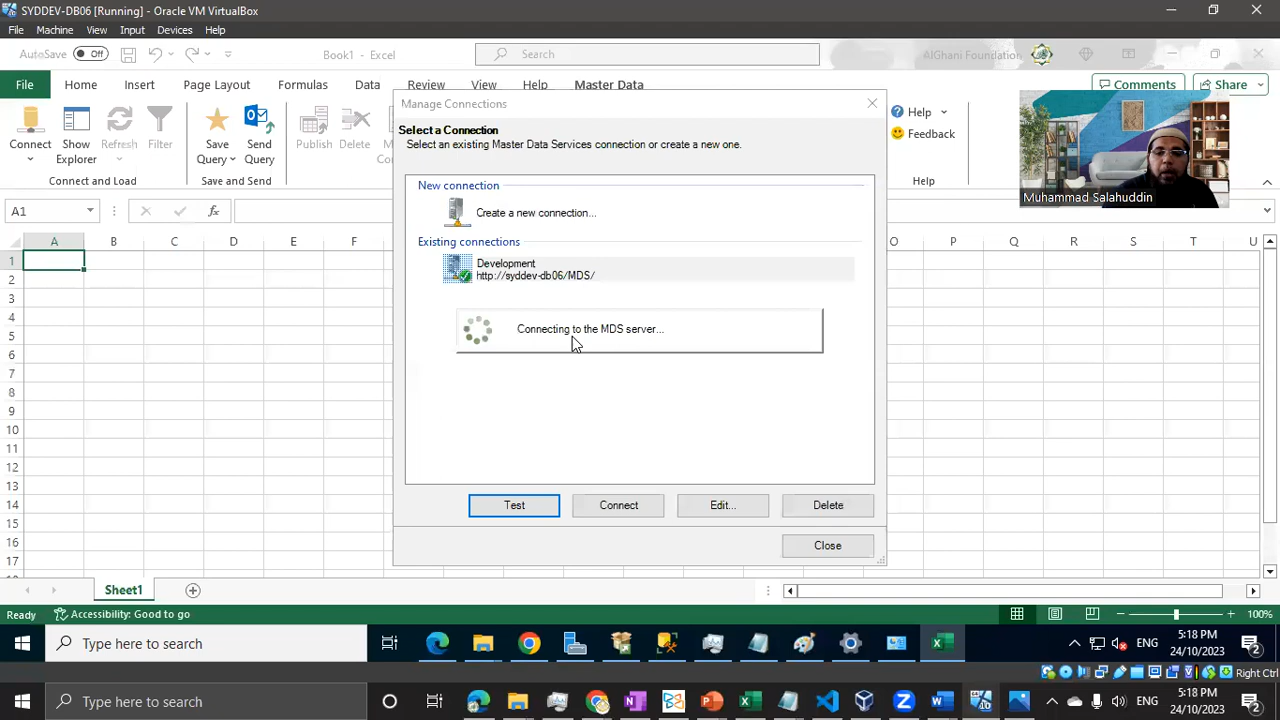 SYDDEV-DB06 [Running] - Oracle VM VirtualBox
File Machine View Input Devices Help
AutoSave Off Book1 - Excel Search AlGhani Foundation
File Home Insert Page Layout Formulas Data Review View Help Master Data Comments Share
Connect Show Explorer Refresh Filter Save Query Send Query Publish Delete Help
Feedback
Connect and Load Save and Send Help
Manage Connections
Select a Connection
Select an existing Master Data Services connection or create a new one.
New connection
Create a new connection...
Existing connections
Development
http://syddev-db06/MDS/
Connecting to the MDS server...
Test Connect Edit... Delete
Close
Muhammad Salahuddin
A1 fx
A B C D E F O P Q R S T U
1
2
3
4
5
6
7
8
9
10
11
12
13
14
15
16
17
Sheet1
Ready Accessibility: Good to go 100%
Type here to search ENG 5:18 PM 24/10/2023 2
Right Ctrl
Type here to search ENG 5:18 PM 24/10/2023 2